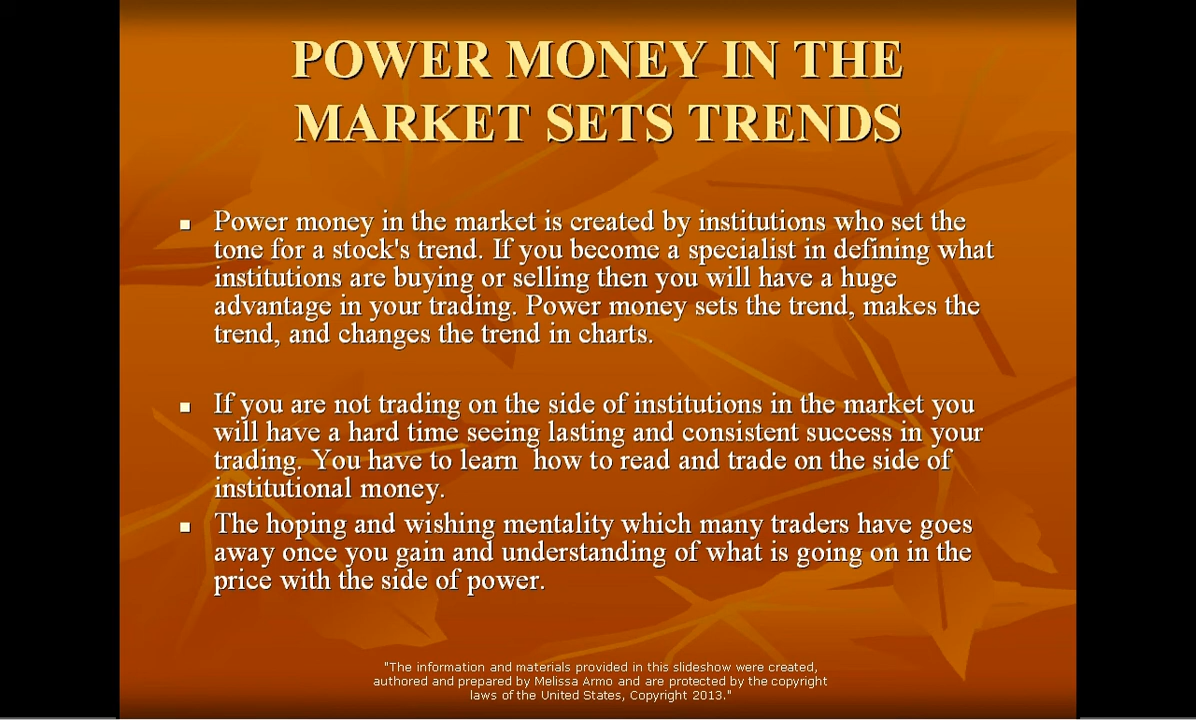 POWER MONEY IN THE
MARKET SETS TRENDS
Power money in the market is created by institutions who set the
tone for a stock's trend. If you become a specialist in defining what
institutions are buying or selling then you will have a huge
advantage in your trading. Power money sets the trend, makes the
trend, and changes the trend in charts.
If you are not trading on the side of institutions in the market you
will have a hard time seeing lasting and consistent success in your
trading. You have to learn  how to read and trade on the side of
institutional money.
The hoping and wishing mentality which many traders have goes
away once you gain and understanding of what is going on in the
price with the side of power.
"The information and materials provided in this slideshow were created,
authored and prepared by Melissa Armo and are protected by the copyright
laws of the United States, Copyright 2013."